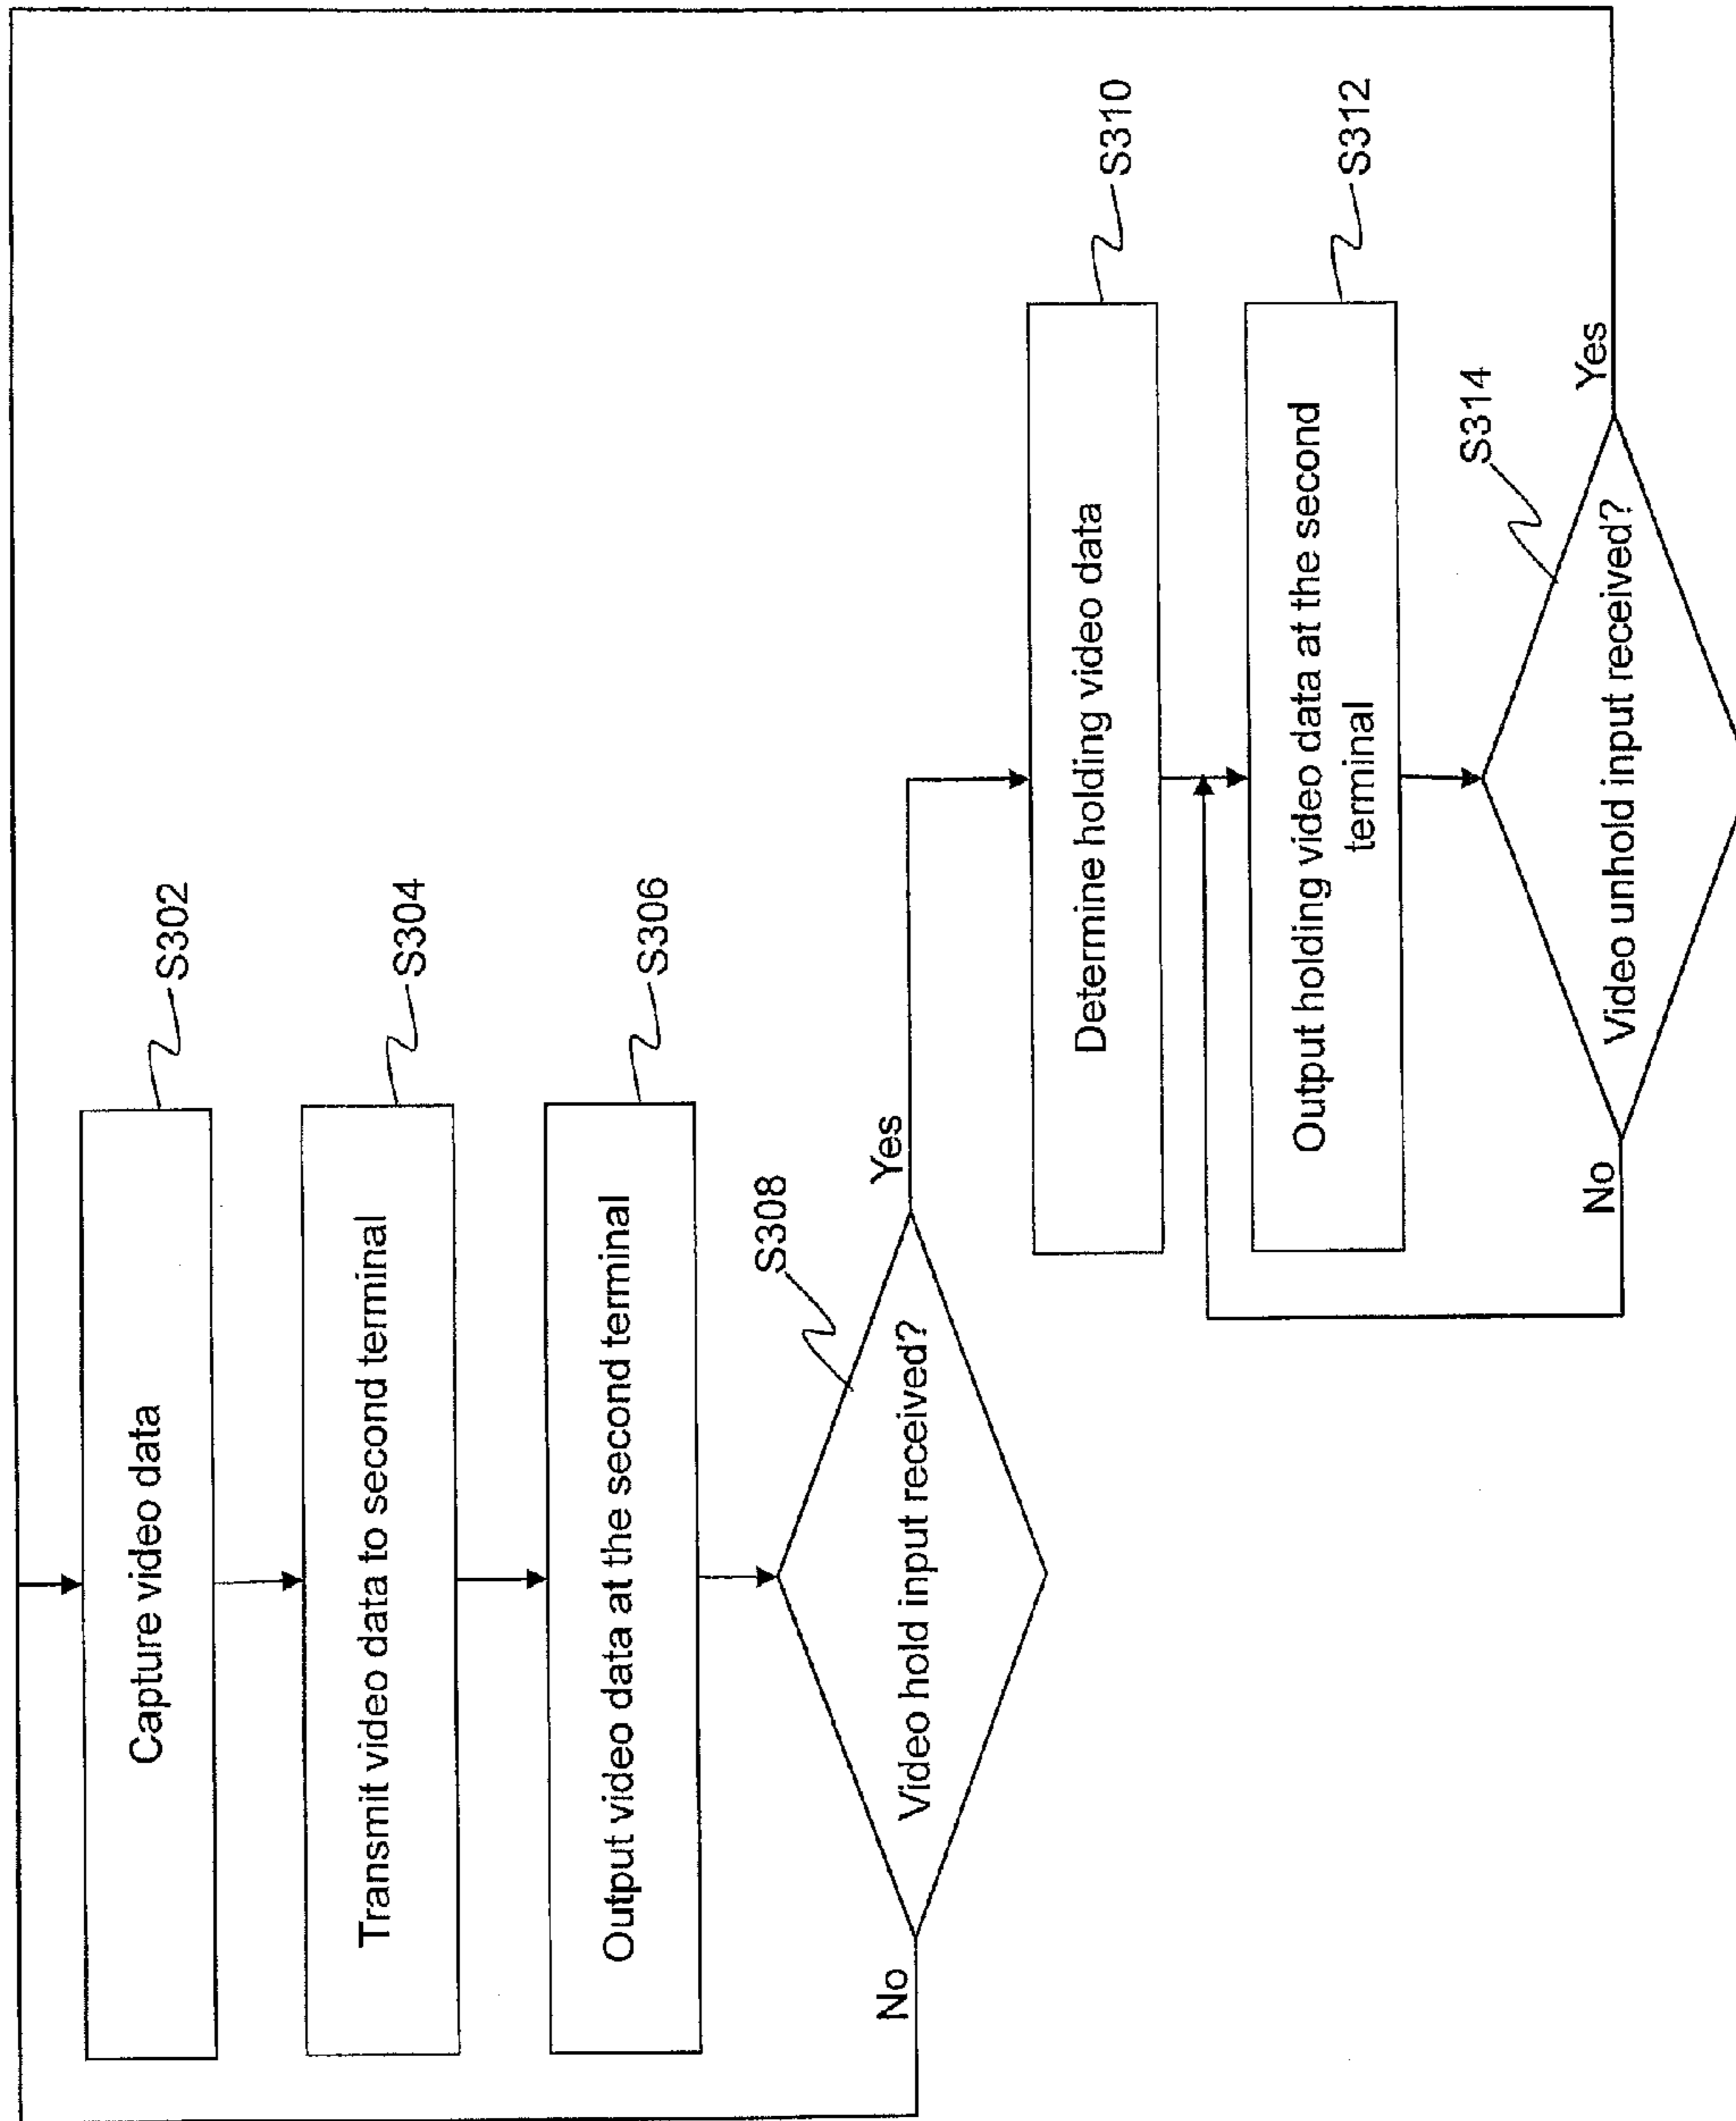 Capture video data
S302
Transmit video data to second terminal
S304
Output video data at the second terminal
S306
S308
Video hold input received?
No
Yes
Determine holding video data
S310
Output holding video data at the second
terminal
S312
S314
Video unhold input received?
No
Yes